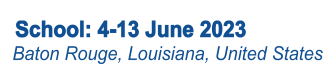 School: 4-13 June 2023
Baton Rouge, Louisiana, United States